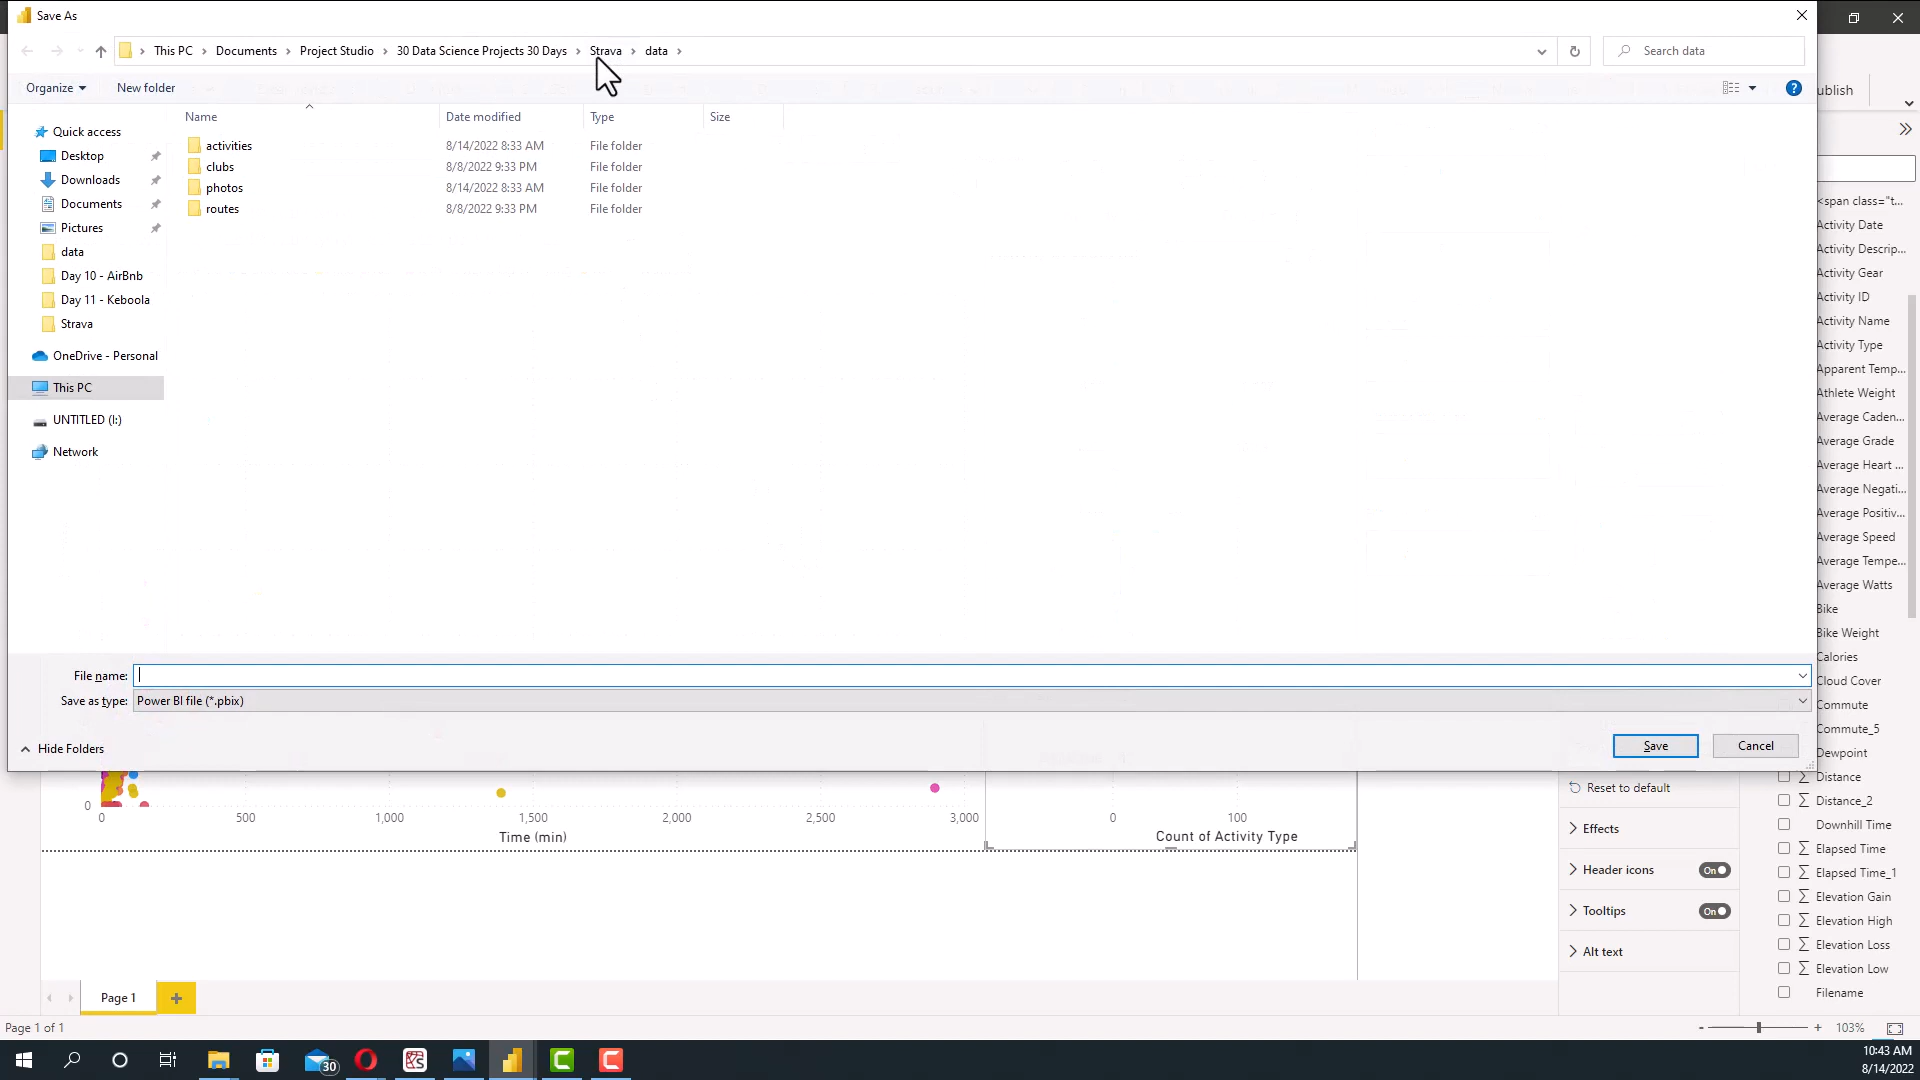 Save As
This PC > Documents > Project Studio > 30 Data Science Projects 30 Days > Strava > data >
Search data
Organize
New folder
ublish
Name
Date modified
Type
Size
activities 8/14/2022 8:33 AM File folder
clubs 8/8/2022 9:33 PM File folder
photos 8/14/2022 8:33 AM File folder
routes 8/8/2022 9:33 PM File folder
Quick access
Desktop
Downloads
Documents
Pictures
data
Day 10 - AirBnb
Day 11 - Keboola
Strava
OneDrive - Personal
This PC
UNTITLED (I:)
Network
File name:
Save as type: Power BI file (*.pbix)
Hide Folders
Save
Cancel
<span class="t...
Activity Date
Activity Descrip...
Activity Gear
Activity ID
Activity Name
Activity Type
Apparent Temp...
Athlete Weight
Average Caden...
Average Grade
Average Heart ...
Average Negati...
Average Positiv...
Average Speed
Average Tempe...
Average Watts
Bike
Bike Weight
Calories
Cloud Cover
Commute
Commute_5
Dewpoint
Distance
Distance_2
Downhill Time
Elapsed Time
Elapsed Time_1
Elevation Gain
Elevation High
Elevation Loss
Elevation Low
Filename
0
0 500 1,000 1,500 2,000 2,500 3,000
Time (min)
0 100
Count of Activity Type
Reset to default
Effects
Header icons On
Tooltips On
Alt text
Page 1
+
Page 1 of 1
- + 103%
30
10:43 AM
8/14/2022